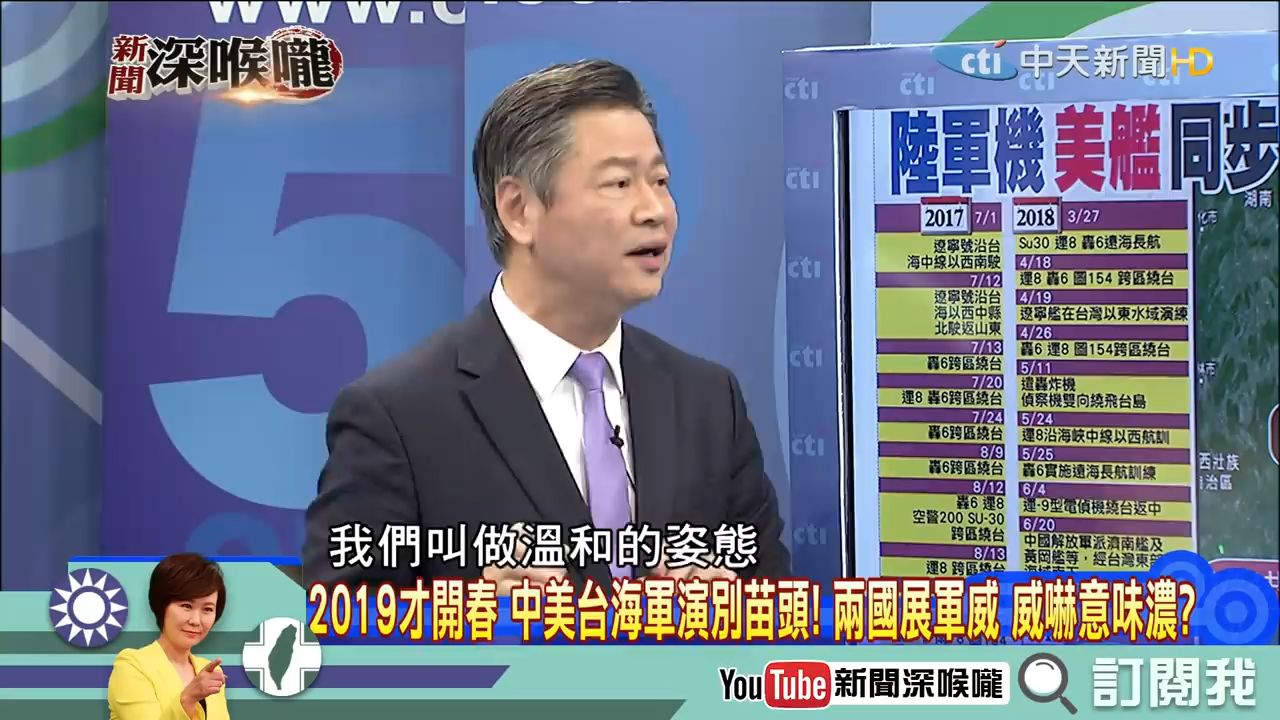 新聞深喉嚨
cti 中天新聞HD
陸軍機 美艦 同步
2017 7/1
遼寧號沿台
海中線以西南駛
7/12
遼寧號沿台
海以西中縣
北駛返山東
7/13
轟6跨區繞台
7/20
運8 轟6跨區繞台
7/24
轟6跨區繞台
8/9
轟6跨區繞台
8/12
轟6 運8
空警200 SU-30
跨區繞台
8/13
運8 跨區繞台
2018 3/27
Su30 運8 轟6遠海長航
4/18
運8 轟6 圖154 跨區繞台
4/19
遼寧艦在台灣以東水域演練
4/26
轟6 運8 圖154跨區繞台
5/11
遣轟炸機
偵察機雙向繞飛台島
5/24
運8沿海峽中線以西航訓
5/25
轟6實施遠海長航訓練
6/4
運-9型電偵機繞台返中
6/20
中國解放軍派濟南艦及
黃岡艦等，經台灣東部
湖南
西壯族
自治區
我們叫做溫和的姿態
2019才開春 中美台海軍演別苗頭! 兩國展軍威 威嚇意味濃?
YouTube 新聞深喉嚨 訂閱我